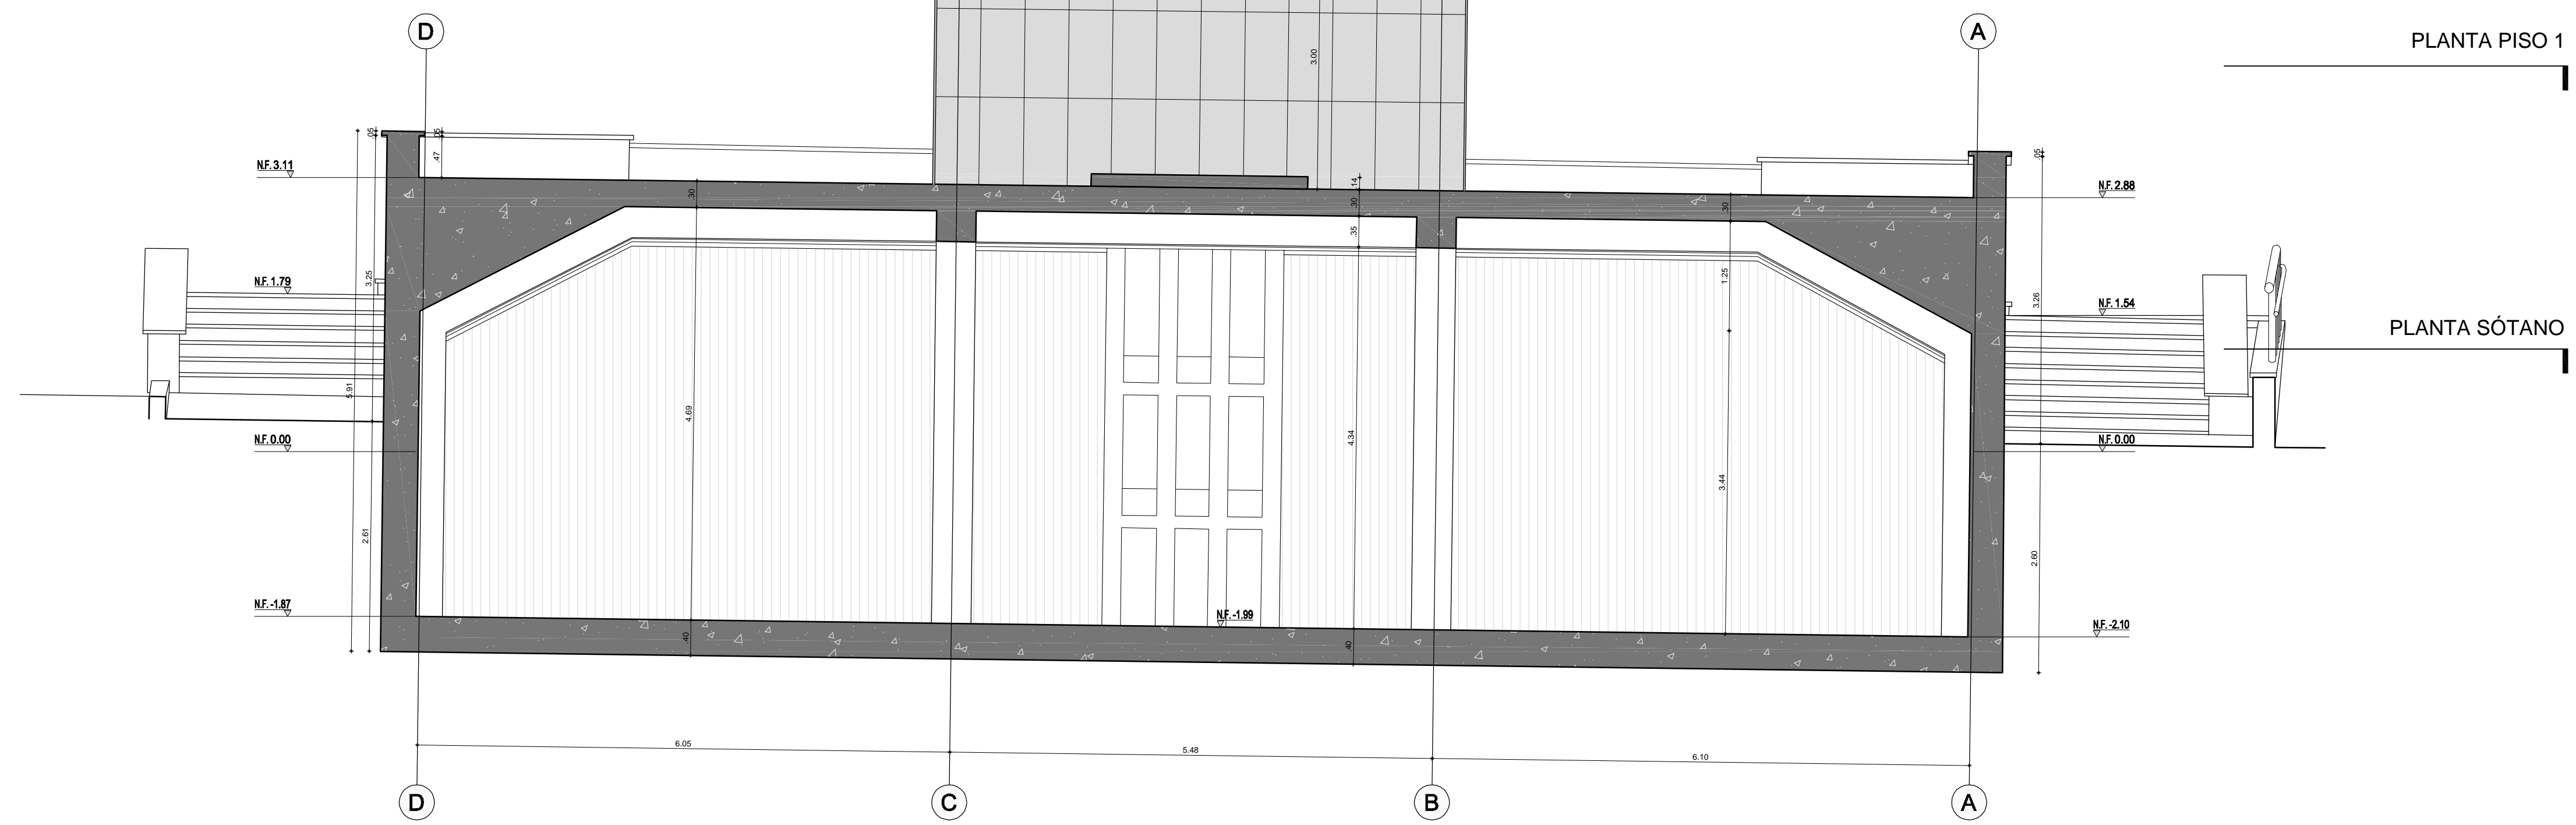 D
A
PLANTA PISO 1
3.00
.05
.05
.47
.05
N.F. 3.11
.30
.14
.30
.30
N.F. 2.88
.35
3.25
1.25
N.F. 1.79
3.26
N.F. 1.54
PLANTA SÓTANO
5.91
4.69
4.34
N.F. 0.00
N.F. 0.00
3.44
2.61
2.60
N.F. -1.87
N.F. -1.99
N.F. -2.10
.40
.40
6.05
5.48
6.10
D
C
B
A